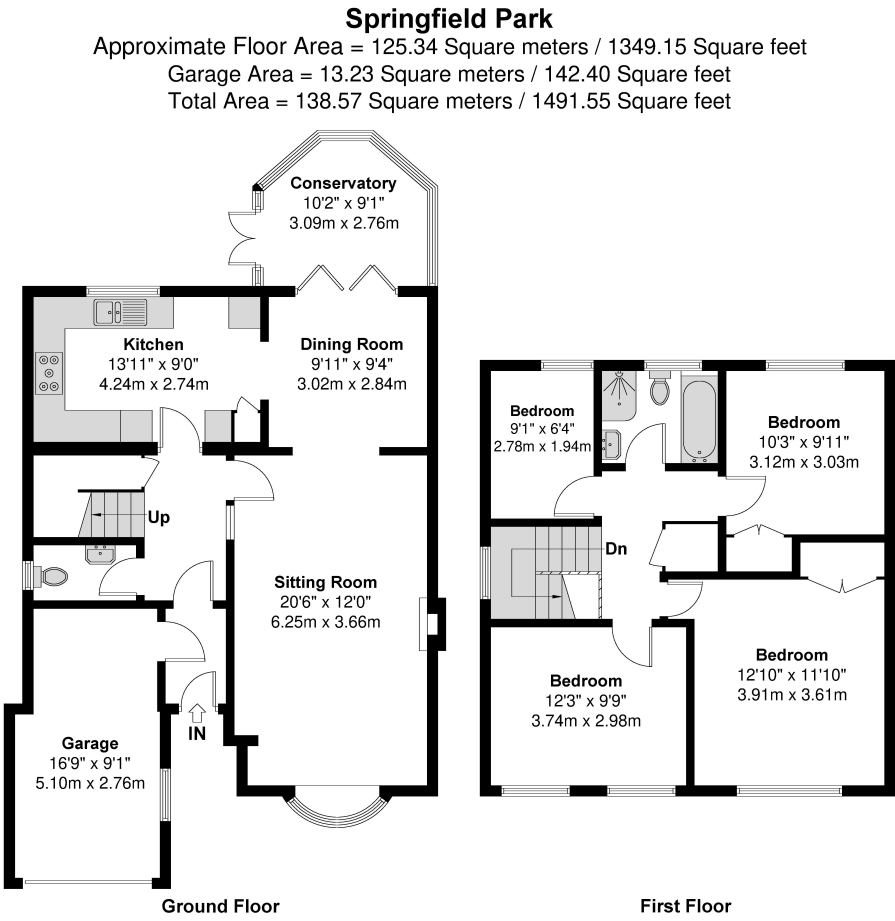 Springfield Park
Approximate Floor Area = 125.34 Square meters / 1349.15 Square feet
Garage Area = 13.23 Square meters / 142.40 Square feet
Total Area = 138.57 Square meters / 1491.55 Square feet
Conservatory
10'2" x 9'1"
3.09m x 2.76m
Kitchen
13'11" x 9'0"
4.24m x 2.74m
Dining Room
9'11" x 9'4"
3.02m x 2.84m
Up
Sitting Room
20'6" x 12'0"
6.25m x 3.66m
IN
Garage
16'9" x 9'1"
5.10m x 2.76m
Ground Floor
Bedroom
9'1" x 6'4"
2.78m x 1.94m
Bedroom
10'3" x 9'11"
3.12m x 3.03m
Dn
Bedroom
12'3" x 9'9"
3.74m x 2.98m
Bedroom
12'10" x 11'10"
3.91m x 3.61m
First Floor